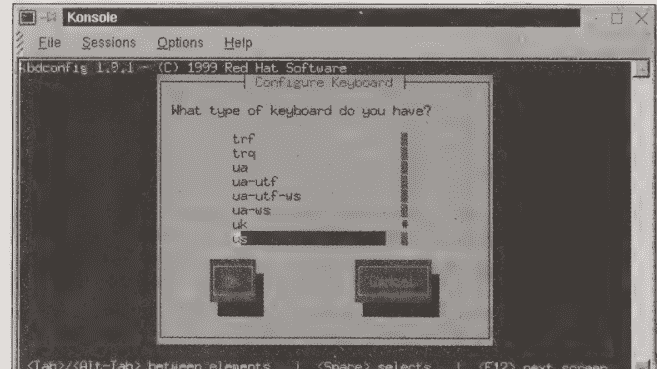 Konsole
File Sessions Options Help
kbdconfig 1.9.1 - (C) 1999 Red Hat Software
Configure Keyboard
What type of keyboard do you have?
trf
trq
ua
ua-utf
ua-utf-ws
ua-ws
uk
us
Ok Cancel
<Tab>/<Alt-Tab> between elements | <Space> selects | <F12> next screen